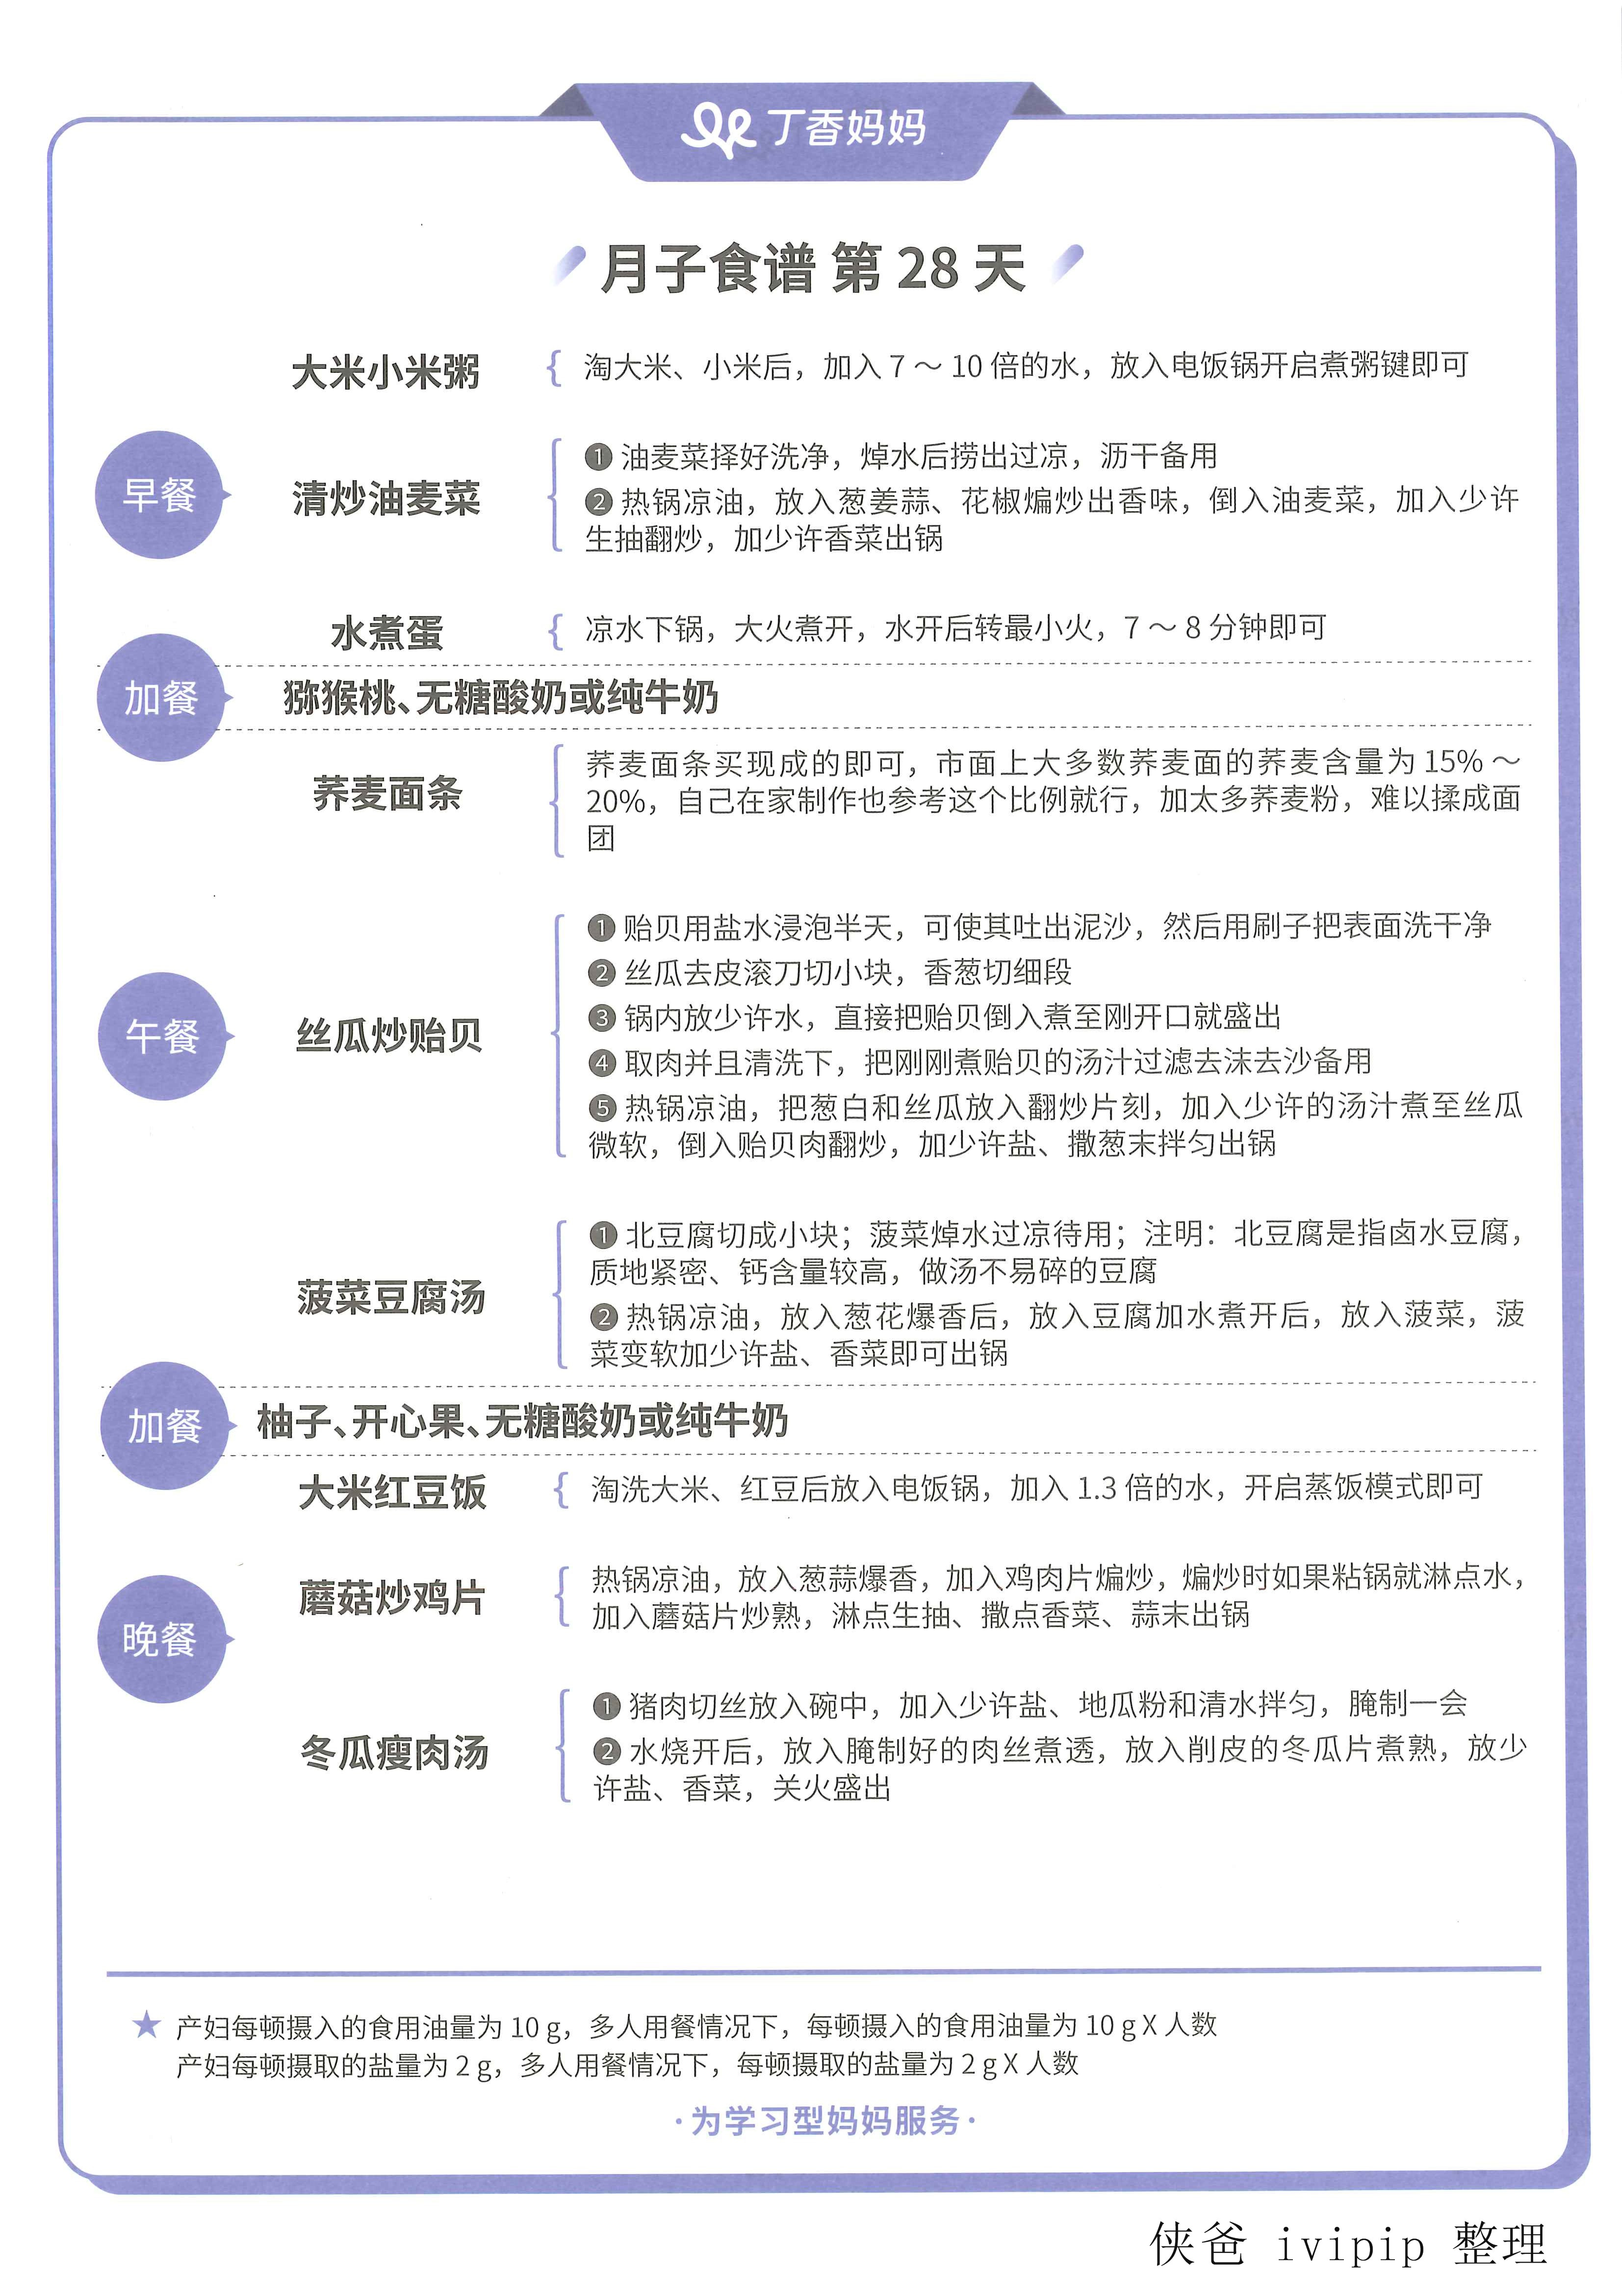 丁香妈妈
月子食谱 第 28 天
大米小米粥
淘大米、小米后，加入 7 ～ 10 倍的水，放入电饭锅开启煮粥键即可
早餐
清炒油麦菜
❶ 油麦菜择好洗净，焯水后捞出过凉，沥干备用
❷ 热锅凉油，放入葱姜蒜、花椒煸炒出香味，倒入油麦菜，加入少许
生抽翻炒，加少许香菜出锅
水煮蛋
凉水下锅，大火煮开，水开后转最小火，7 ～ 8 分钟即可
加餐
猕猴桃、无糖酸奶或纯牛奶
荞麦面条
荞麦面条买现成的即可，市面上大多数荞麦面的荞麦含量为 15% ～
20%，自己在家制作也参考这个比例就行，加太多荞麦粉，难以揉成面
团
午餐
丝瓜炒贻贝
❶ 贻贝用盐水浸泡半天，可使其吐出泥沙，然后用刷子把表面洗干净
❷ 丝瓜去皮滚刀切小块，香葱切细段
❸ 锅内放少许水，直接把贻贝倒入煮至刚开口就盛出
❹ 取肉并且清洗下，把刚刚煮贻贝的汤汁过滤去沫去沙备用
❺ 热锅凉油，把葱白和丝瓜放入翻炒片刻，加入少许的汤汁煮至丝瓜
微软，倒入贻贝肉翻炒，加少许盐、撒葱末拌匀出锅
菠菜豆腐汤
❶ 北豆腐切成小块；菠菜焯水过凉待用；注明：北豆腐是指卤水豆腐，
质地紧密、钙含量较高，做汤不易碎的豆腐
❷ 热锅凉油，放入葱花爆香后，放入豆腐加水煮开后，放入菠菜，菠
菜变软加少许盐、香菜即可出锅
加餐
柚子、开心果、无糖酸奶或纯牛奶
大米红豆饭
淘洗大米、红豆后放入电饭锅，加入 1.3 倍的水，开启蒸饭模式即可
晚餐
蘑菇炒鸡片
热锅凉油，放入葱蒜爆香，加入鸡肉片煸炒，煸炒时如果粘锅就淋点水，
加入蘑菇片炒熟，淋点生抽、撒点香菜、蒜末出锅
冬瓜瘦肉汤
❶ 猪肉切丝放入碗中，加入少许盐、地瓜粉和清水拌匀，腌制一会
❷ 水烧开后，放入腌制好的肉丝煮透，放入削皮的冬瓜片煮熟，放少
许盐、香菜，关火盛出
★ 产妇每顿摄入的食用油量为 10 g，多人用餐情况下，每顿摄入的食用油量为 10 g X 人数
产妇每顿摄取的盐量为 2 g，多人用餐情况下，每顿摄取的盐量为 2 g X 人数
·为学习型妈妈服务·
侠爸 ivipip 整理